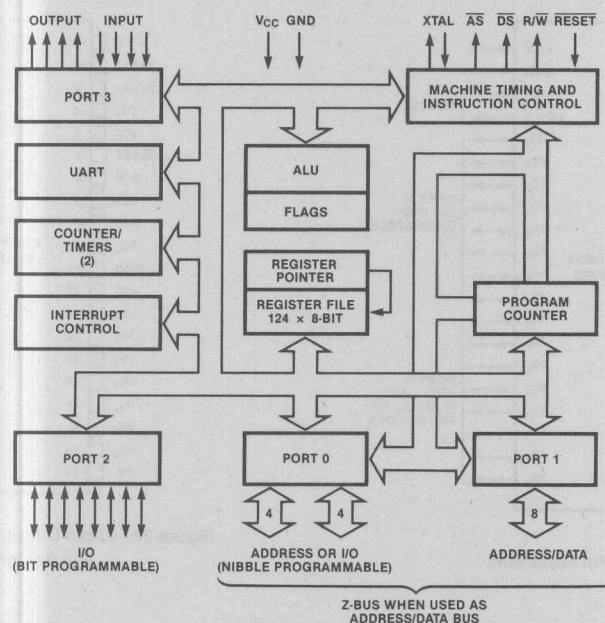 OUTPUT INPUT VCC GND XTAL AS DS R/W RESET
PORT 3
MACHINE TIMING AND
INSTRUCTION CONTROL
UART
ALU
FLAGS
COUNTER/
TIMERS
(2)
REGISTER
POINTER
REGISTER FILE
124 × 8-BIT
INTERRUPT
CONTROL
PROGRAM
COUNTER
PORT 2
PORT 0
PORT 1
4 4 8
I/O
(BIT PROGRAMMABLE)
ADDRESS OR I/O
(NIBBLE PROGRAMMABLE)
ADDRESS/DATA
Z-BUS WHEN USED AS
ADDRESS/DATA BUS